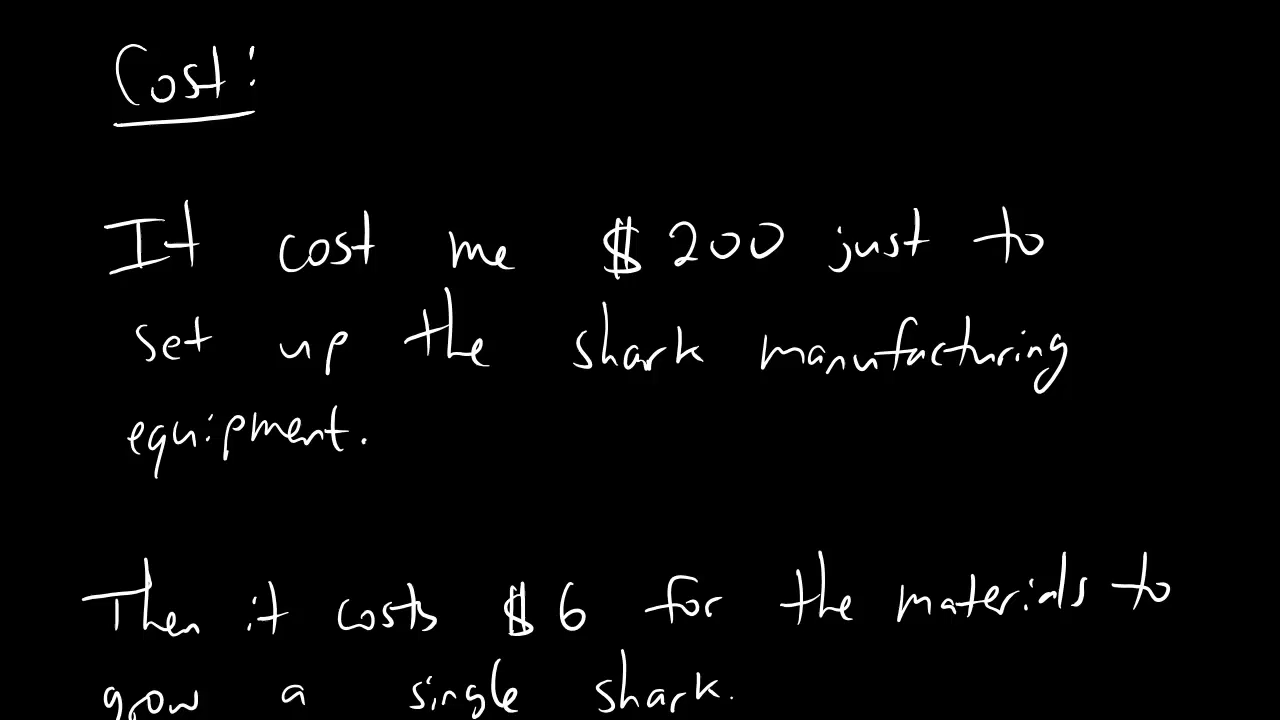 Cost:
It cost me $200 just to
set up the shark manufacturing
equipment.
Then it costs $6 for the materials to
grow a single shark.